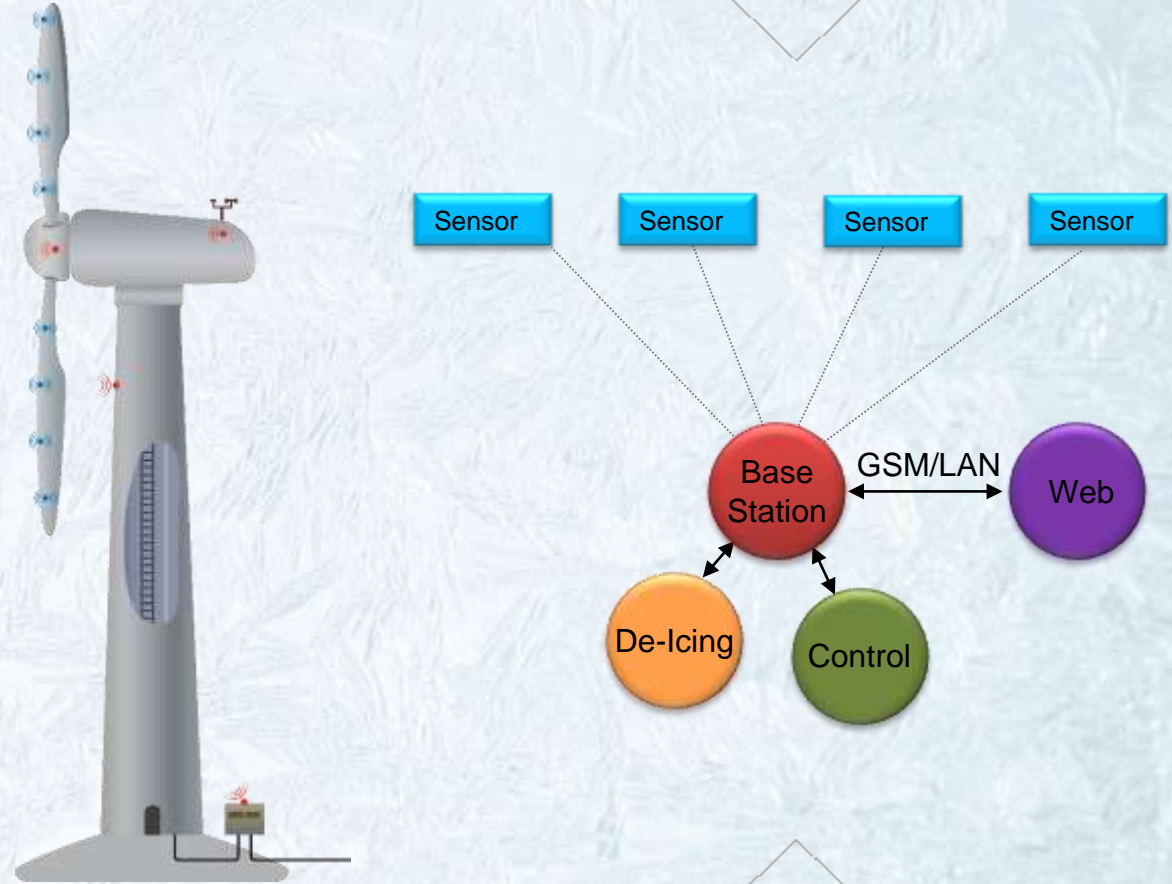 Sensor
Sensor
Sensor
Sensor
Base
Station
GSM/LAN
Web
De-Icing
Control